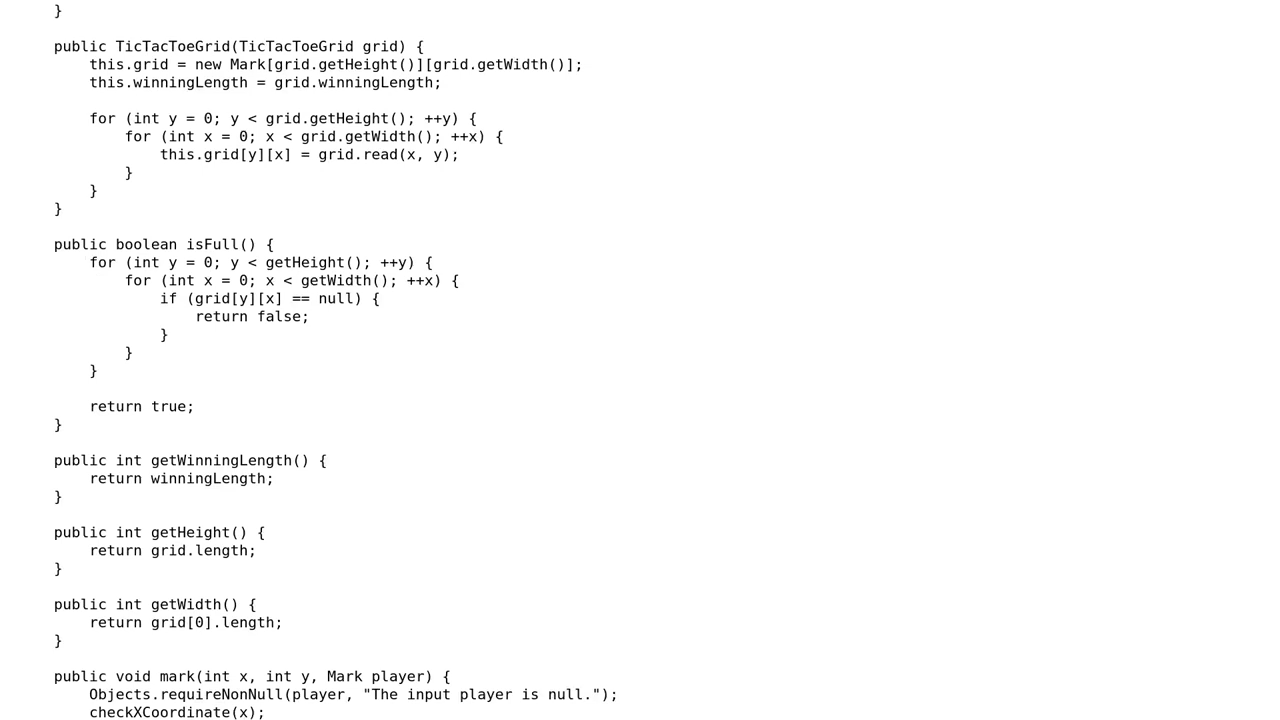 }

    public TicTacToeGrid(TicTacToeGrid grid) {
        this.grid = new Mark[grid.getHeight()][grid.getWidth()];
        this.winningLength = grid.winningLength;

        for (int y = 0; y < grid.getHeight(); ++y) {
            for (int x = 0; x < grid.getWidth(); ++x) {
                this.grid[y][x] = grid.read(x, y);
            }
        }
    }

    public boolean isFull() {
        for (int y = 0; y < getHeight(); ++y) {
            for (int x = 0; x < getWidth(); ++x) {
                if (grid[y][x] == null) {
                    return false;
                }
            }
        }

        return true;
    }

    public int getWinningLength() {
        return winningLength;
    }

    public int getHeight() {
        return grid.length;
    }

    public int getWidth() {
        return grid[0].length;
    }

    public void mark(int x, int y, Mark player) {
        Objects.requireNonNull(player, "The input player is null.");
        checkXCoordinate(x);